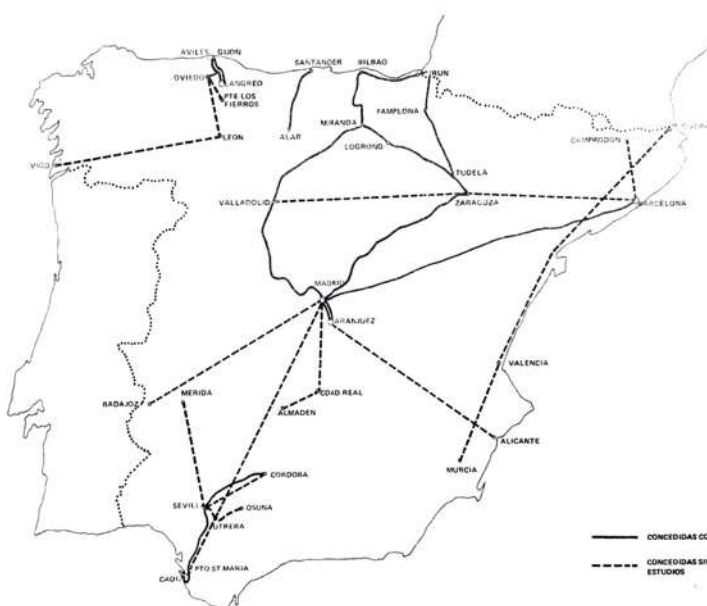 AVILES GIJON
SANTANDER
BILBAO
IRUN
OVIEDO
LANGREO
PTE LOS
FIERROS
PAMPLONA
MIRANDA
LEON
ALAR
LOGROÑO
CAMPRODON
VIGO
TUDELA
VALLADOLID
ZARAGOZA
BARCELONA
MADRID
ARANJUEZ
VALENCIA
BADAJOZ
MERIDA
CDAD REAL
ALMADEN
ALICANTE
MURCIA
CORDOBA
SEVILL
OSUNA
UTRERA
CADIZ
PTO ST MARIA
CONCEDIDAS CO
CONCEDIDAS SI
ESTUDIOS